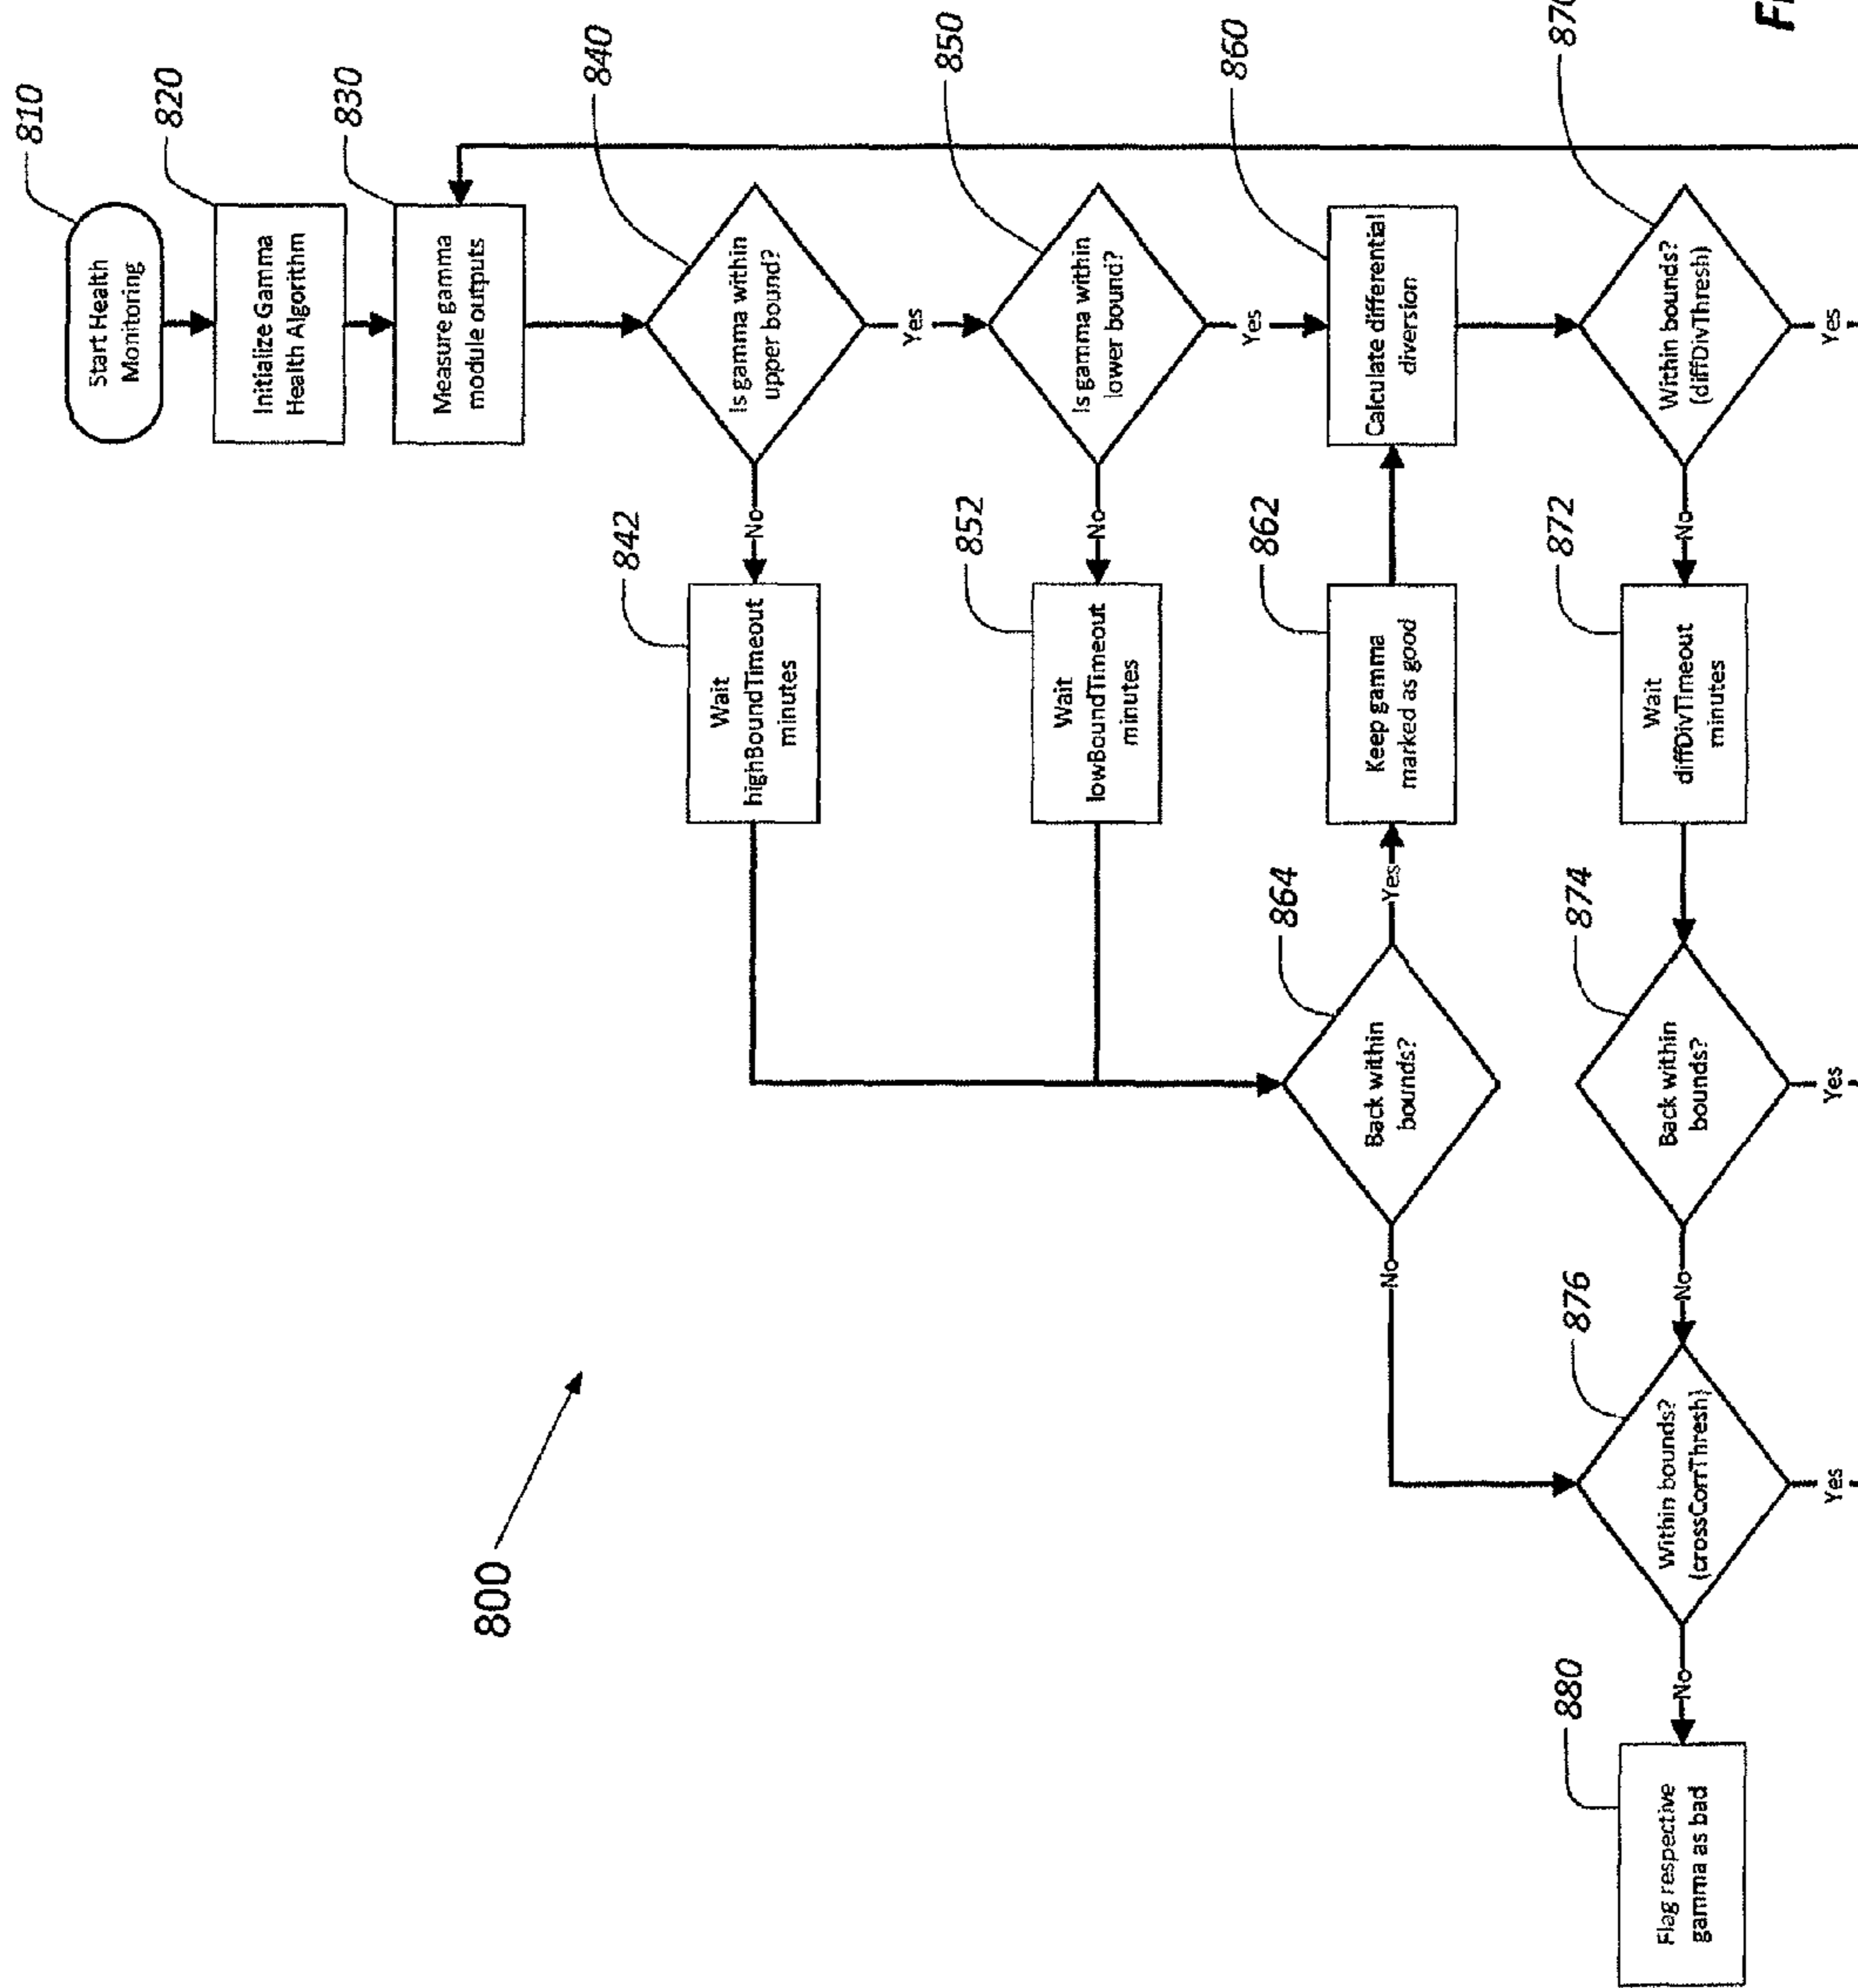 810
Start Health
Monitoring
820
Initialize Gamma
Health Algorithm
830
Measure gamma
module outputs
840
Is gamma within
upper bound?
No
Yes
842
Wait
highBoundTimeout
minutes
850
Is gamma within
lower bound?
No
Yes
852
Wait
lowBoundTimeout
minutes
860
Calculate differential
diversion
862
Keep gamma
marked as good
864
Back within
bounds?
Yes
No
870
Within bounds?
(diffDivThresh)
No
Yes
872
Wait
diffDivTimeout
minutes
874
Back within
bounds?
No
Yes
876
Within bounds?
(crossCorrThresh)
No
Yes
880
Flag respective
gamma as bad
800